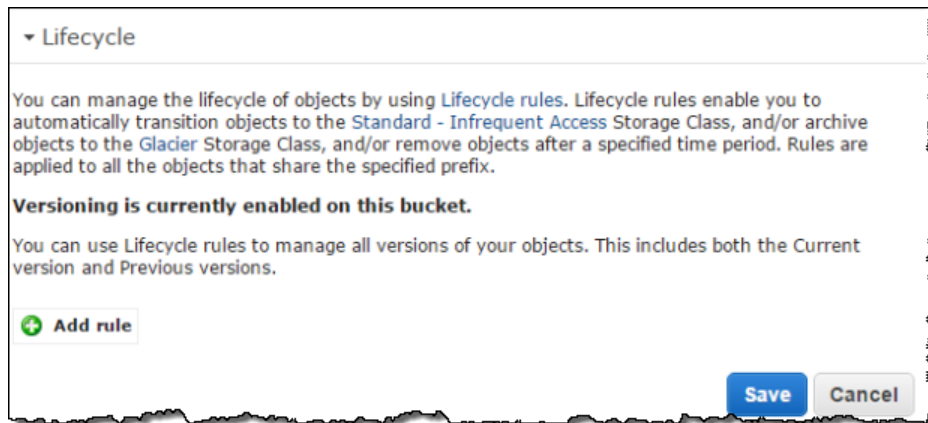 Lifecycle
You can manage the lifecycle of objects by using Lifecycle rules. Lifecycle rules enable you to
automatically transition objects to the Standard - Infrequent Access Storage Class, and/or archive
objects to the Glacier Storage Class, and/or remove objects after a specified time period. Rules are
applied to all the objects that share the specified prefix.
Versioning is currently enabled on this bucket.
You can use Lifecycle rules to manage all versions of your objects. This includes both the Current
version and Previous versions.
Add rule
Save Cancel